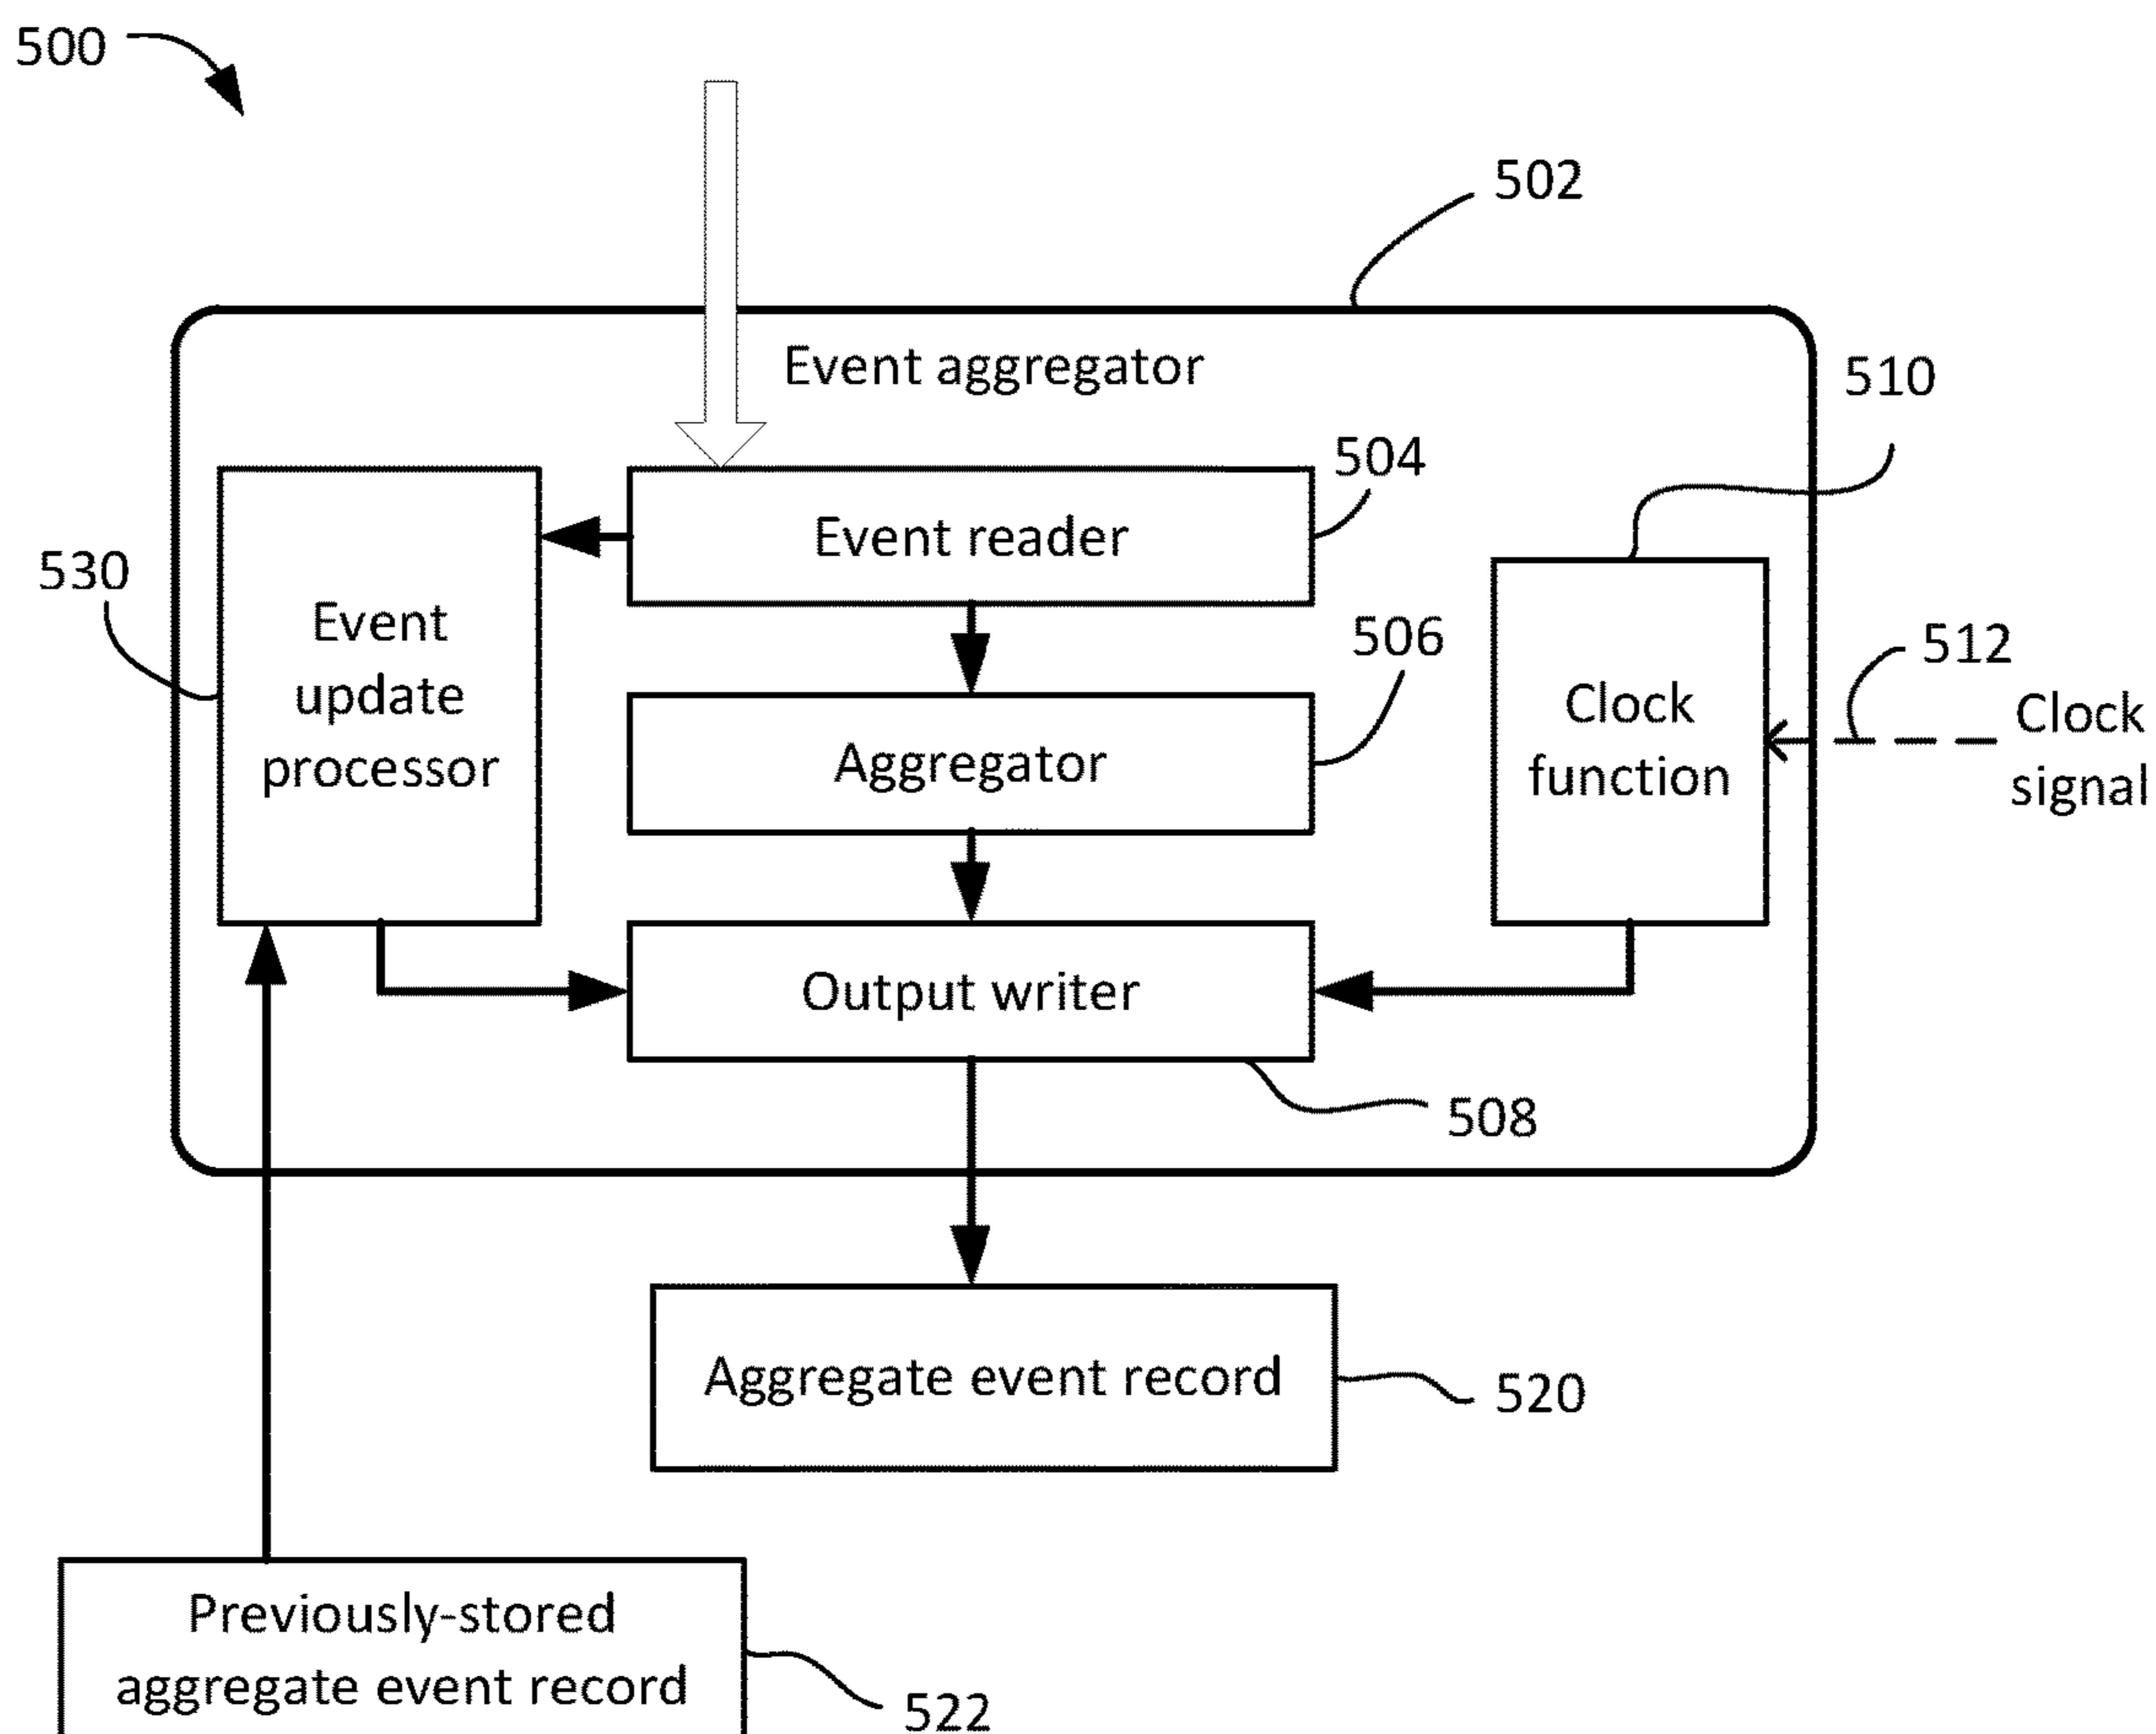 500
502
Event aggregator
510
504
Event reader
530
Event
update
processor
506
512
Clock
signal
Clock
function
Aggregator
Output writer
508
Aggregate event record
520
Previously-stored
aggregate event record
522